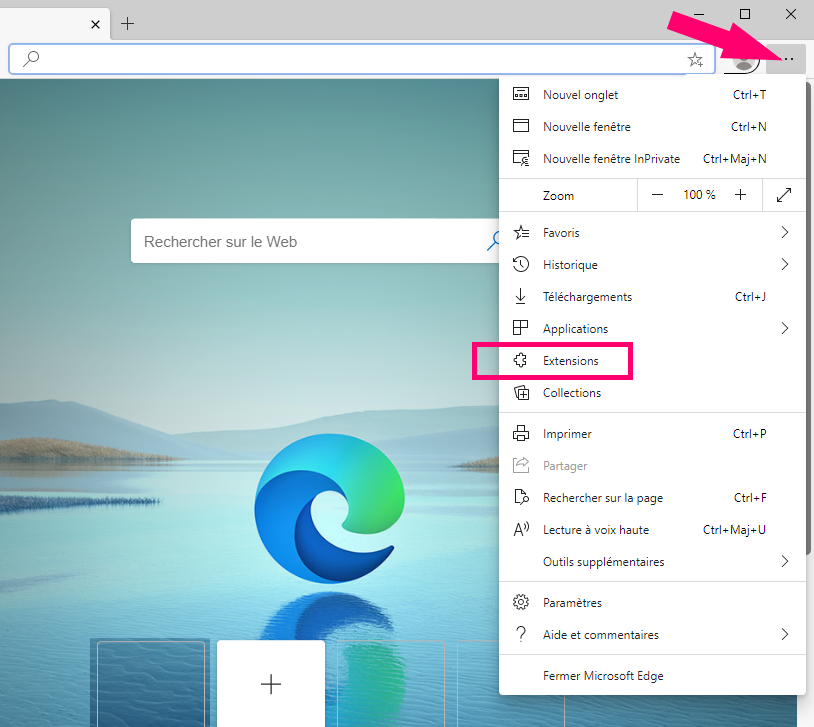 Nouvel onglet Ctrl+T
Nouvelle fenêtre Ctrl+N
Nouvelle fenêtre InPrivate Ctrl+Maj+N
Zoom 100 %
Rechercher sur le Web
Favoris
Historique
Téléchargements Ctrl+J
Applications
Extensions
Collections
Imprimer Ctrl+P
Partager
Rechercher sur la page Ctrl+F
Lecture à voix haute Ctrl+Maj+U
Outils supplémentaires
Paramètres
Aide et commentaires
Fermer Microsoft Edge